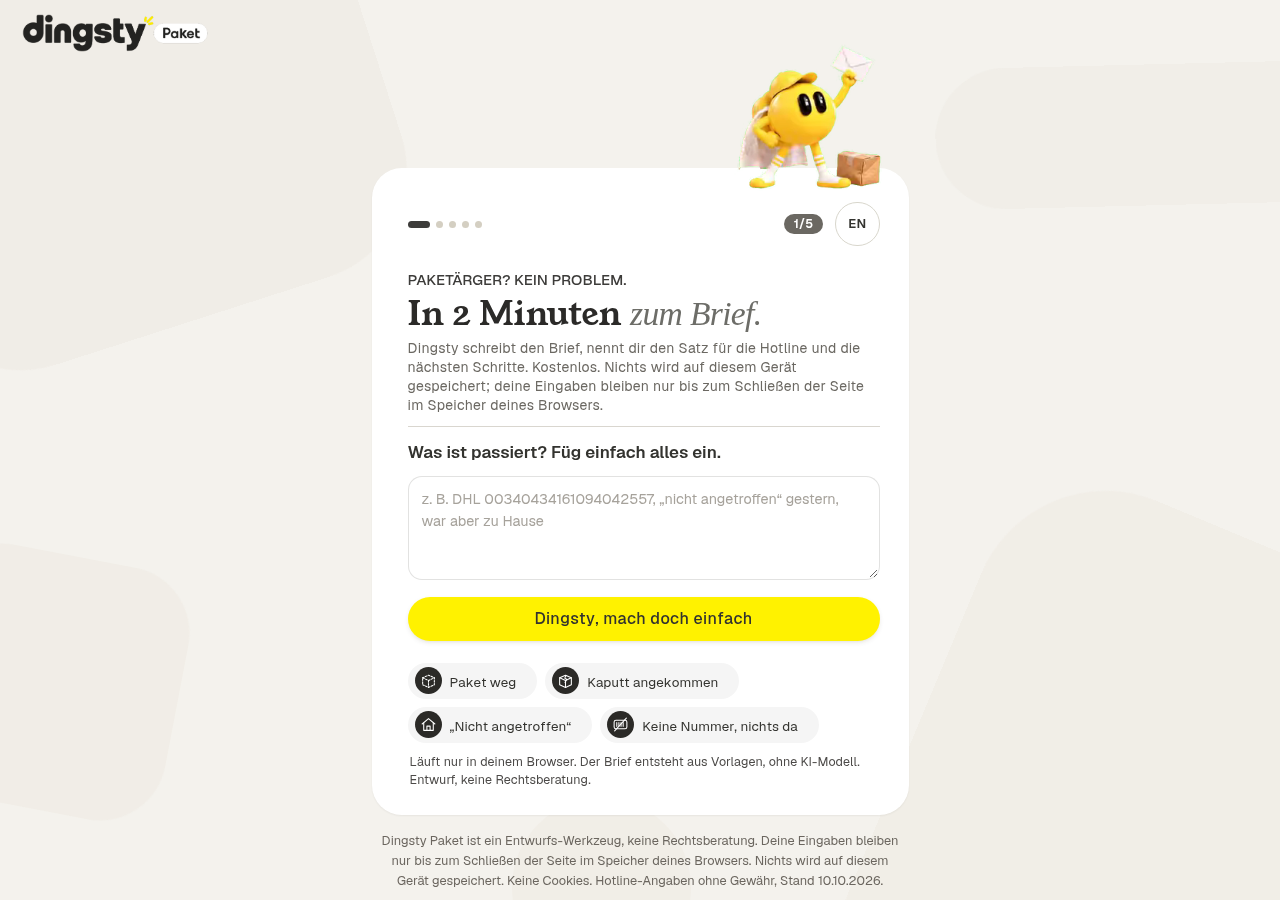 dingsty Paket
1/5 EN
PAKETÄRGER? KEIN PROBLEM.
In 2 Minuten zum Brief.
Dingsty schreibt den Brief, nennt dir den Satz für die Hotline und die
nächsten Schritte. Kostenlos. Nichts wird auf diesem Gerät
gespeichert; deine Eingaben bleiben nur bis zum Schließen der Seite
im Speicher deines Browsers.
Was ist passiert? Füg einfach alles ein.
z. B. DHL 00340434161094042557, „nicht angetroffen“ gestern,
war aber zu Hause
Dingsty, mach doch einfach
Paket weg
Kaputt angekommen
„Nicht angetroffen“
Keine Nummer, nichts da
Läuft nur in deinem Browser. Der Brief entsteht aus Vorlagen, ohne KI-Modell.
Entwurf, keine Rechtsberatung.
Dingsty Paket ist ein Entwurfs-Werkzeug, keine Rechtsberatung. Deine Eingaben bleiben
nur bis zum Schließen der Seite im Speicher deines Browsers. Nichts wird auf diesem
Gerät gespeichert. Keine Cookies. Hotline-Angaben ohne Gewähr, Stand 10.10.2026.